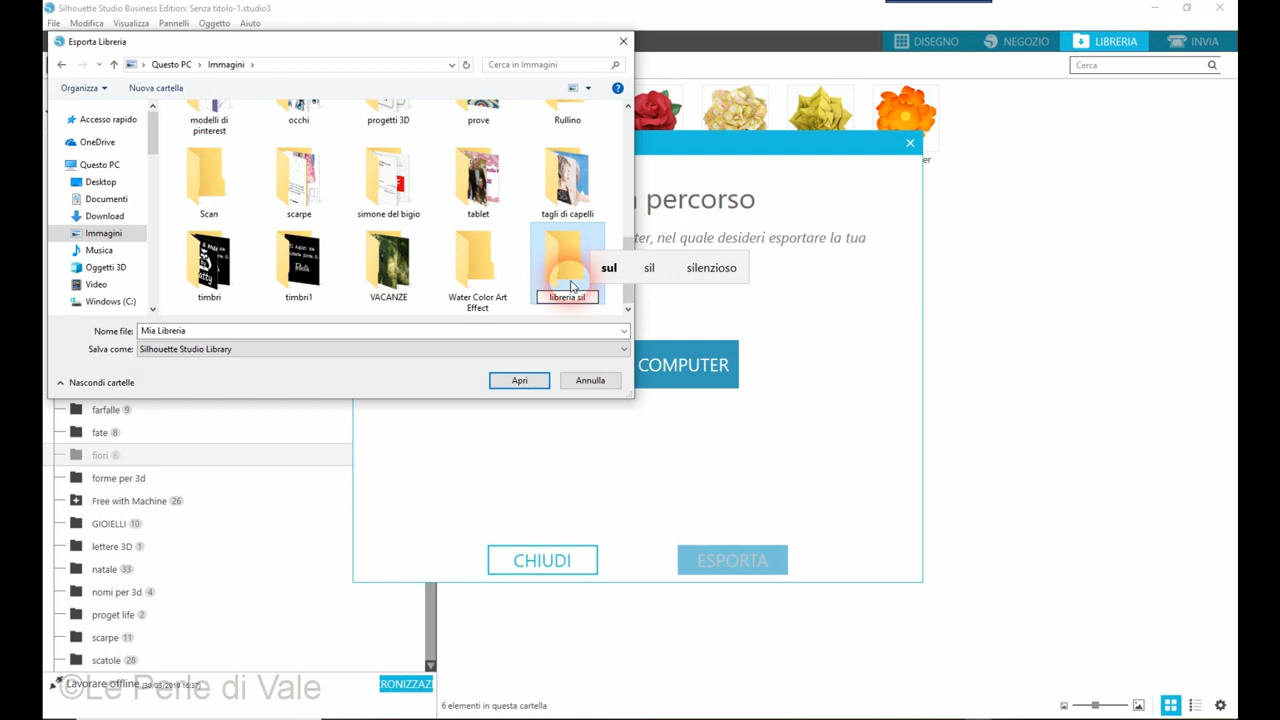 Silhouette Studio Business Edition: Senza titolo-1.studio3
File Modifica Visualizza Pannelli Oggetto Aiuto
DISEGNO NEGOZIO LIBRERIA INVIA
Cerca
Esporta Libreria
Questo PC Immagini
Cerca in Immagini
Organizza Nuova cartella
Accesso rapido
OneDrive
Questo PC
Desktop
Documenti
Download
Immagini
Musica
Oggetti 3D
Video
Windows (C:)
modelli di pinterest
occhi
progetti 3D
prove
Rullino
Scan
scarpe
simone del bigio
tablet
tagli di capelli
timbri
timbri1
VACANZE
Water Color Art Effect
libreria sil
sul sil silenzioso
Nome file: Mia Libreria
Salva come: Silhouette Studio Library
Nascondi cartelle
Apri
Annulla
percorso
ter, nel quale desideri esportare la tua
COMPUTER
CHIUDI
ESPORTA
farfalle 9
fate 8
fiori 6
forme per 3d
Free with Machine 26
GIOIELLI 10
lettere 3D 1
natale 33
nomi per 3d 4
proget life 2
scarpe 11
scatole 28
Lavorare offline
RONIZZAZI
©Le Perle di Vale
6 elementi in questa cartella